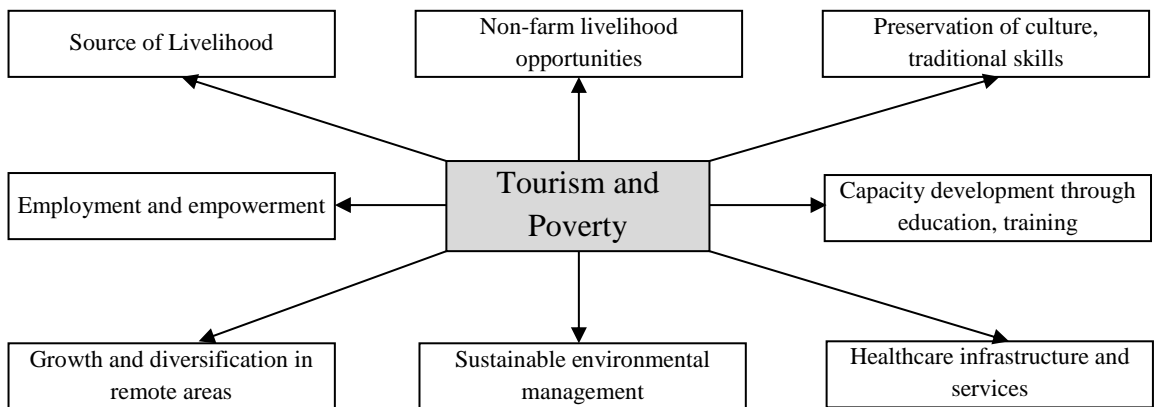 Source of Livelihood
Non-farm livelihood
opportunities
Preservation of culture,
traditional skills
Employment and empowerment
Tourism and
Poverty
Capacity development through
education, training
Growth and diversification in
remote areas
Sustainable environmental
management
Healthcare infrastructure and
services